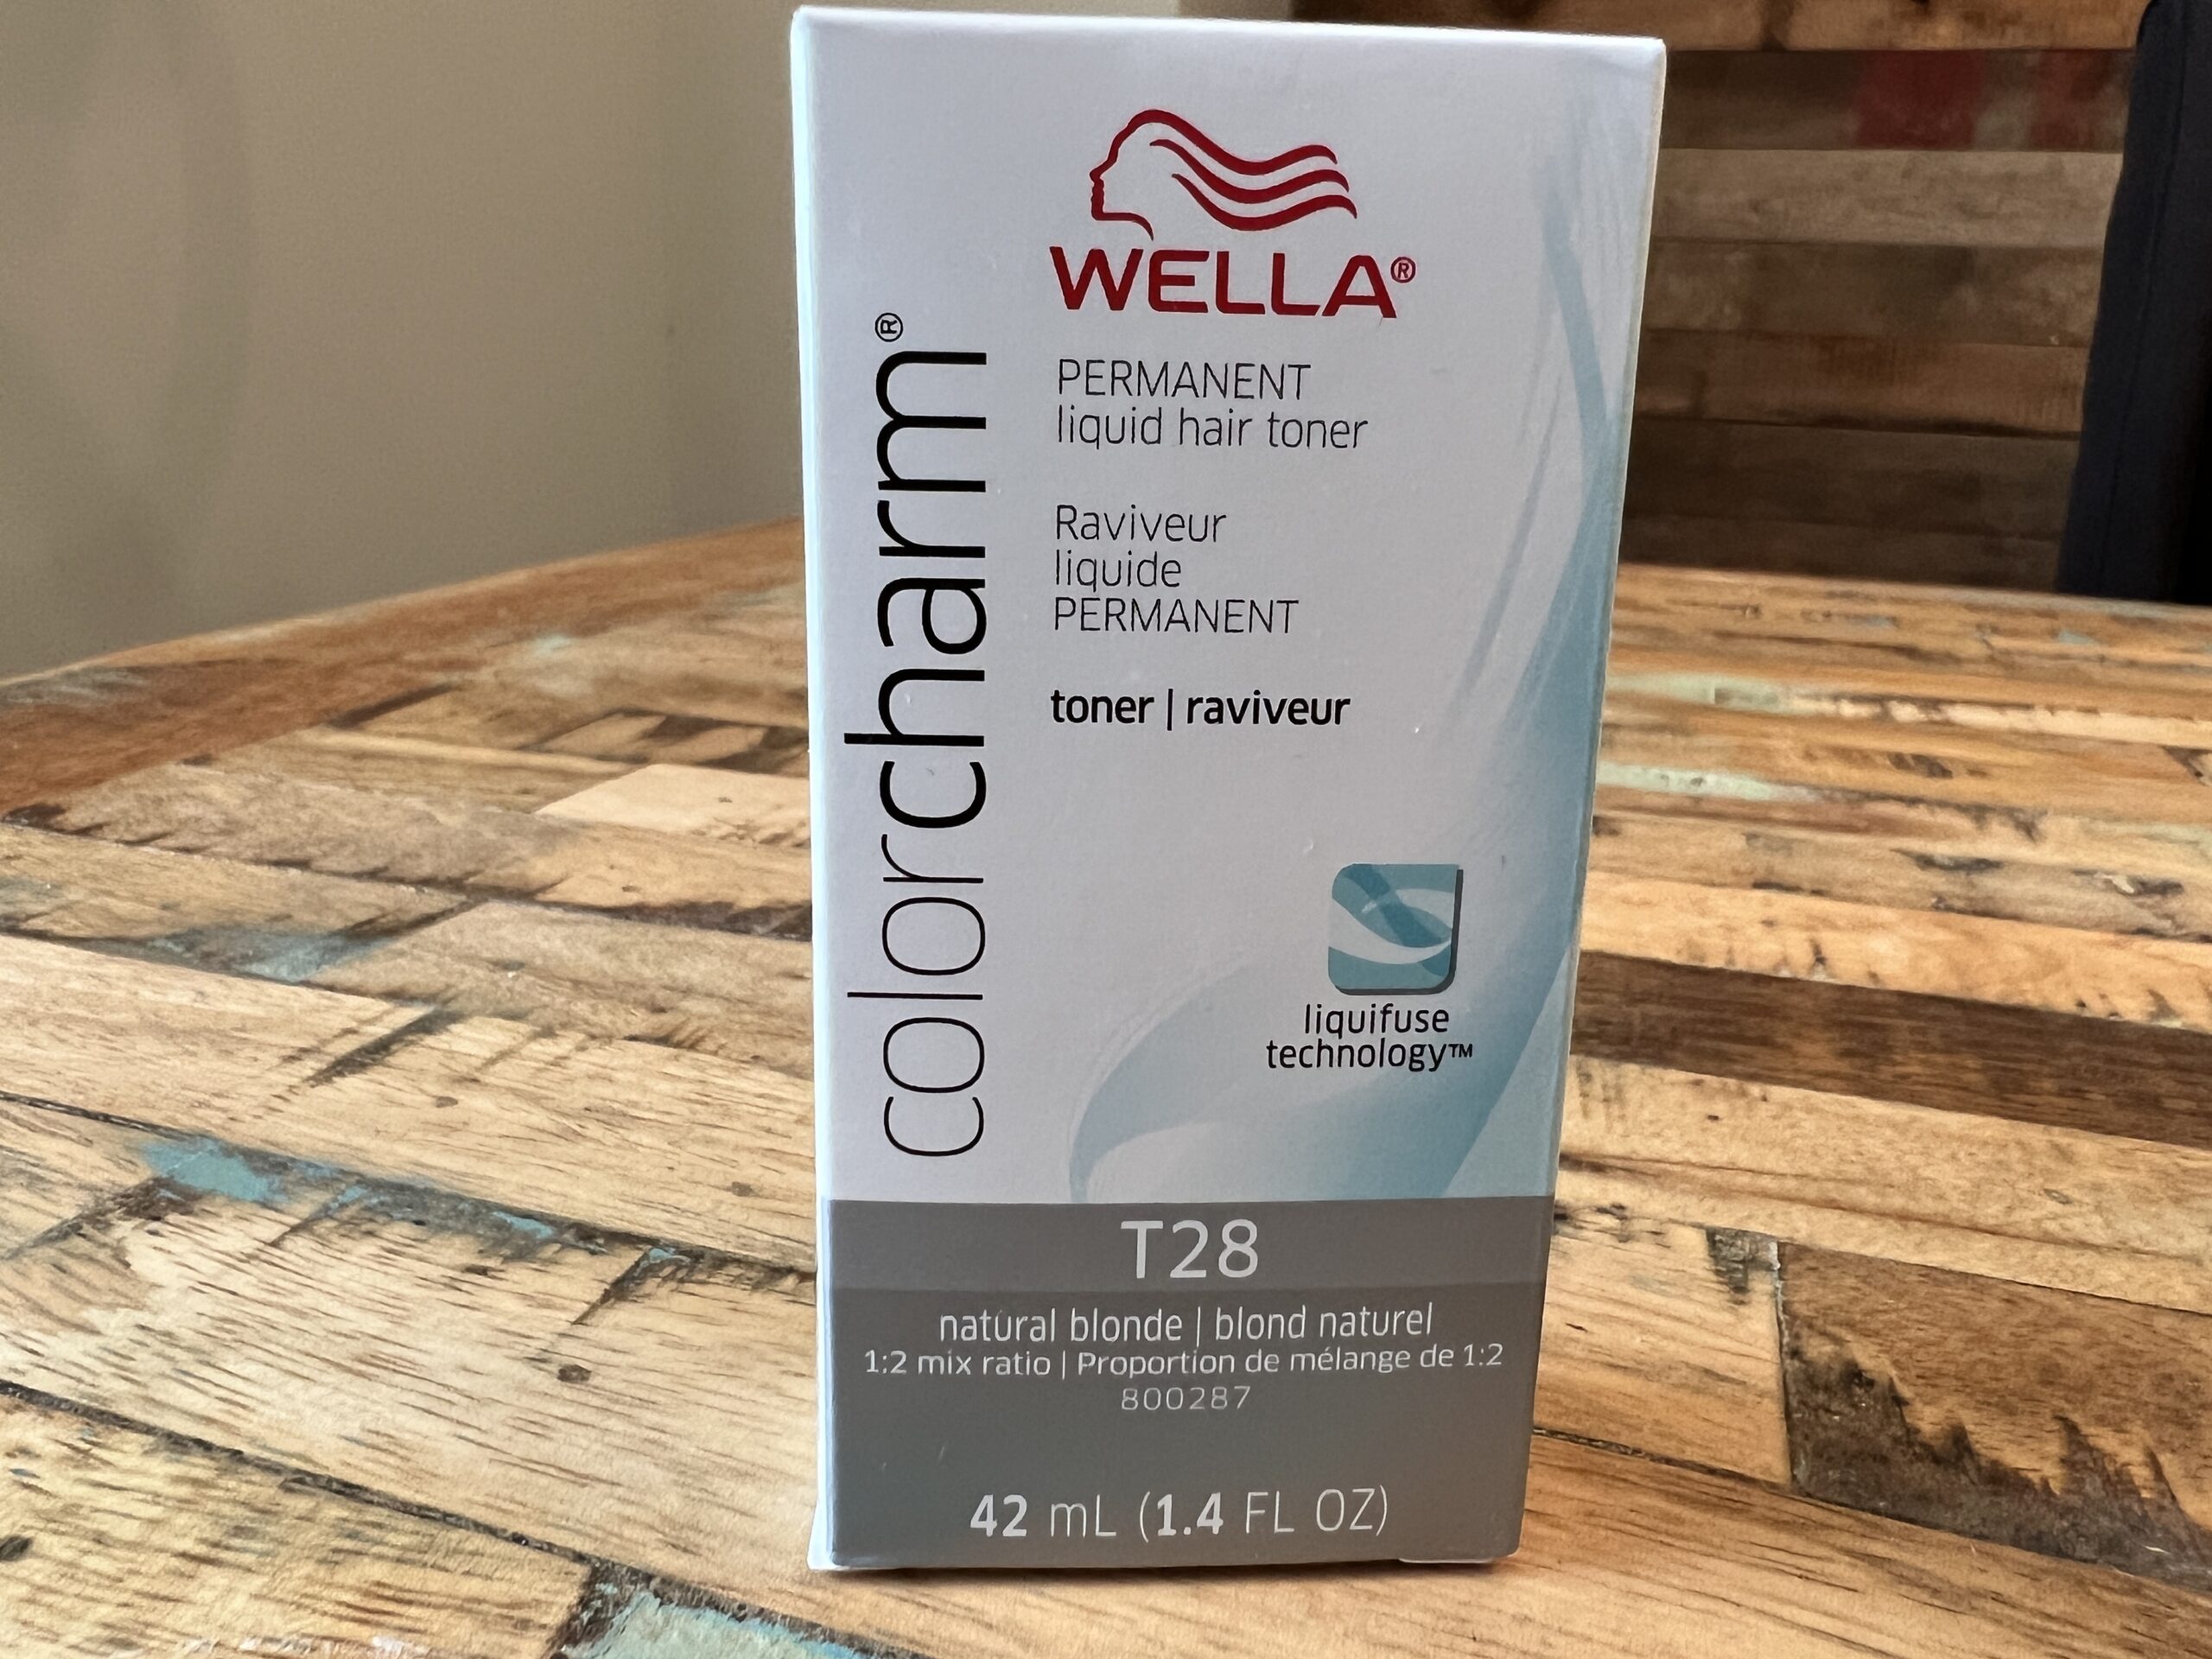 WELLA®
colorcharm®
PERMANENT
liquid hair toner
Raviveur
liquide
PERMANENT
toner | raviveur
liquifuse
technology™
T28
natural blonde | blond naturel
1:2 mix ratio | Proportion de mélange de 1:2
800287
42 mL (1.4 FL OZ)